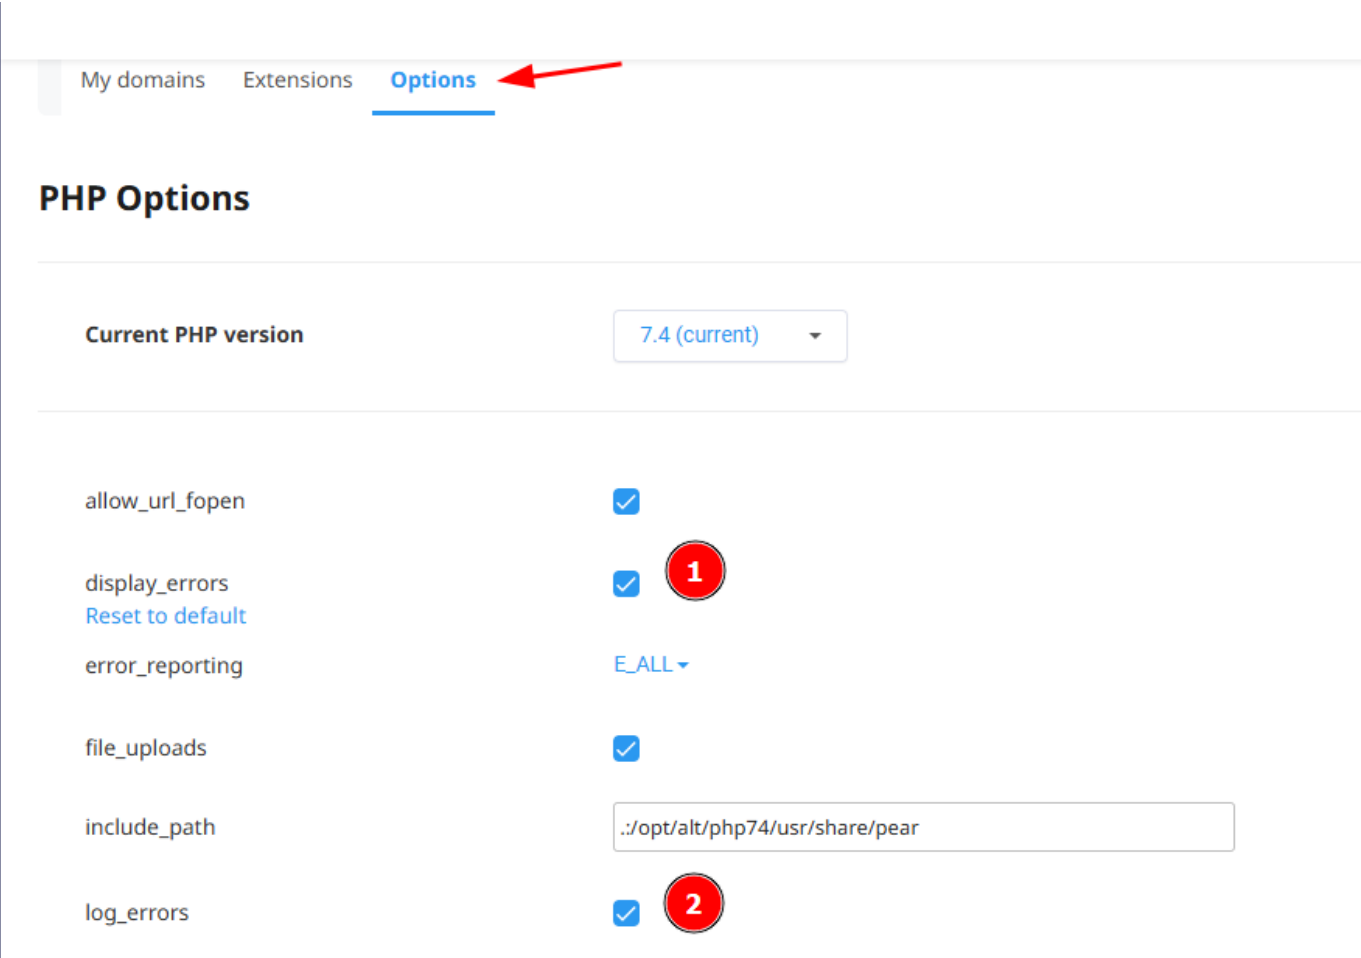 My domains Extensions Options
PHP Options
Current PHP version 7.4 (current)
allow_url_fopen
display_errors 1
Reset to default
error_reporting E_ALL
file_uploads
include_path .:/opt/alt/php74/usr/share/pear
log_errors 2